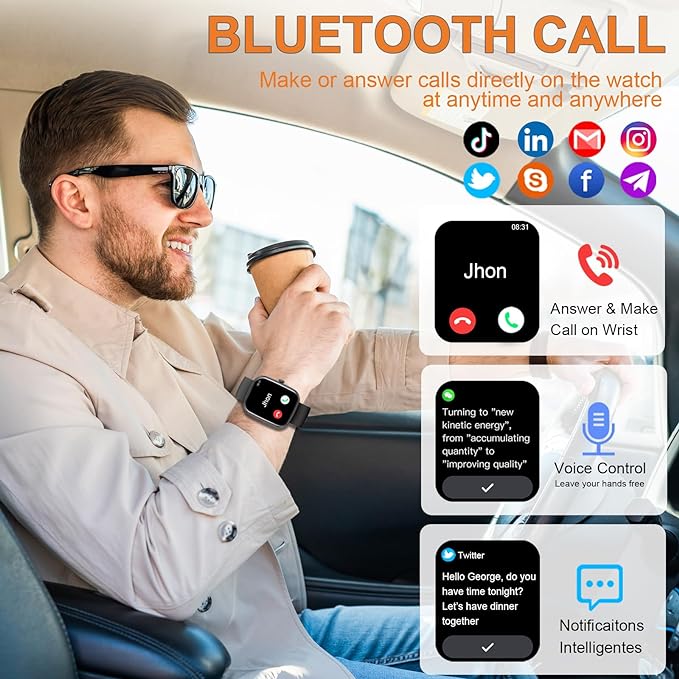 BLUETOOTH CALL
Make or answer calls directly on the watch
at anytime and anywhere
in
f
08:31
Jhon
Answer & Make
Call on Wrist
Jhon
Turning to "new
kinetic energy",
from "accumulating
quantity" to
"improving quality"
Voice Control
Leave your hands free
Twitter
Hello George, do you
have time tonight?
Let's have dinner
together
Notificaitons
Intelligentes